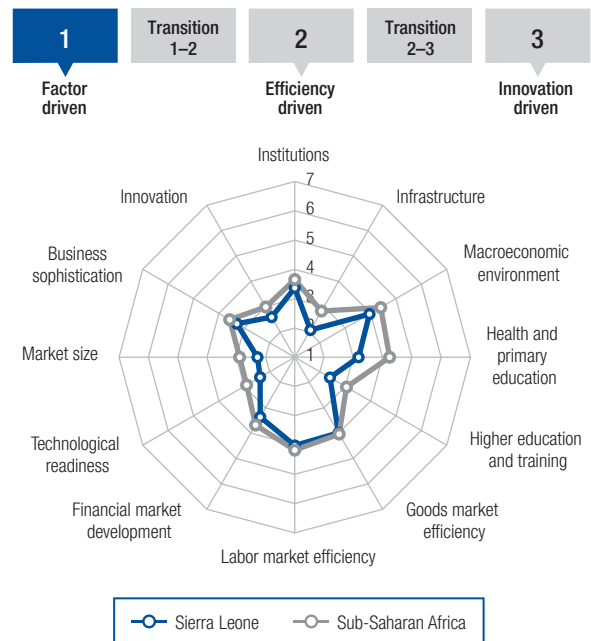 1
Transition
1–2
2
Transition
2–3
3
Factor
driven
Efficiency
driven
Innovation
driven
Institutions
Infrastructure
Macroeconomic
environment
Health and
primary
education
Higher education
and training
Goods market
efficiency
Labor market efficiency
Financial market
development
Technological
readiness
Market size
Business
sophistication
Innovation
7
6
5
4
3
2
1
Sierra Leone
Sub-Saharan Africa